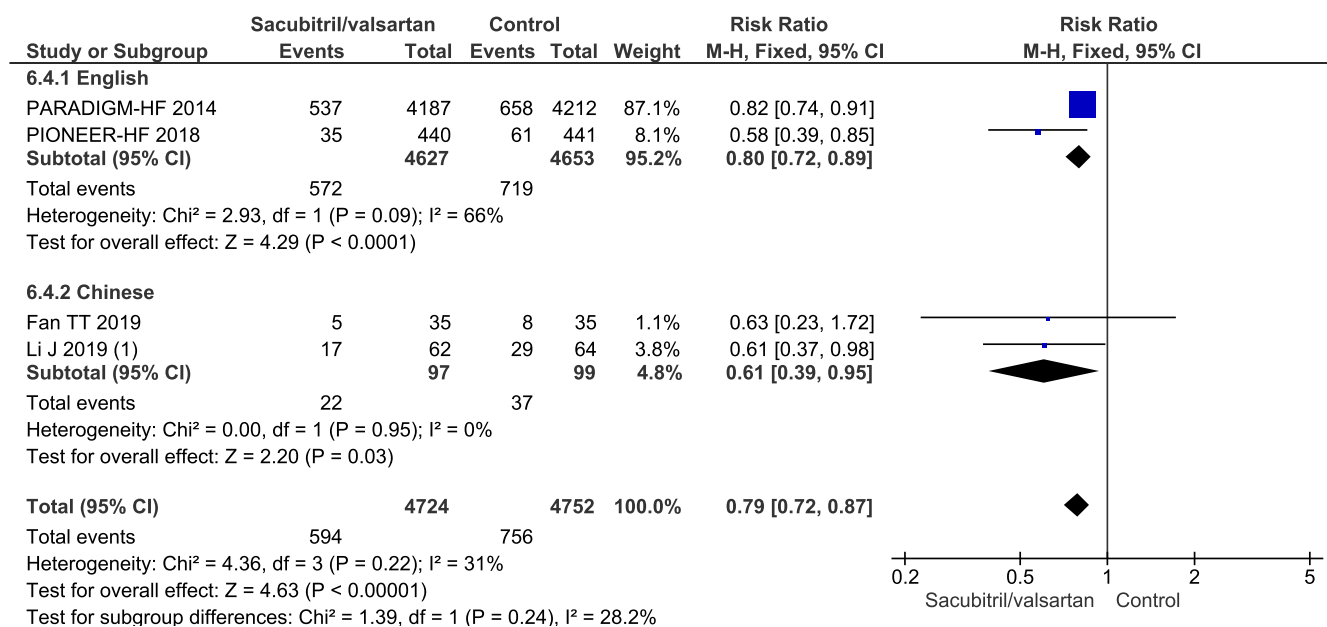 Sacubitril/valsartan Control Risk Ratio Risk Ratio
Study or Subgroup Events Total Events Total Weight M-H, Fixed, 95% CI M-H, Fixed, 95% CI
6.4.1 English
PARADIGM-HF 2014 537 4187 658 4212 87.1% 0.82 [0.74, 0.91]
PIONEER-HF 2018 35 440 61 441 8.1% 0.58 [0.39, 0.85]
Subtotal (95% CI) 4627 4653 95.2% 0.80 [0.72, 0.89]
Total events 572 719
Heterogeneity: Chi² = 2.93, df = 1 (P = 0.09); I² = 66%
Test for overall effect: Z = 4.29 (P < 0.0001)
6.4.2 Chinese
Fan TT 2019 5 35 8 35 1.1% 0.63 [0.23, 1.72]
Li J 2019 (1) 17 62 29 64 3.8% 0.61 [0.37, 0.98]
Subtotal (95% CI) 97 99 4.8% 0.61 [0.39, 0.95]
Total events 22 37
Heterogeneity: Chi² = 0.00, df = 1 (P = 0.95); I² = 0%
Test for overall effect: Z = 2.20 (P = 0.03)
Total (95% CI) 4724 4752 100.0% 0.79 [0.72, 0.87]
Total events 594 756
Heterogeneity: Chi² = 4.36, df = 3 (P = 0.22); I² = 31%
Test for overall effect: Z = 4.63 (P < 0.00001)
Test for subgroup differences: Chi² = 1.39, df = 1 (P = 0.24), I² = 28.2%
0.2 0.5 1 2 5
Sacubitril/valsartan Control